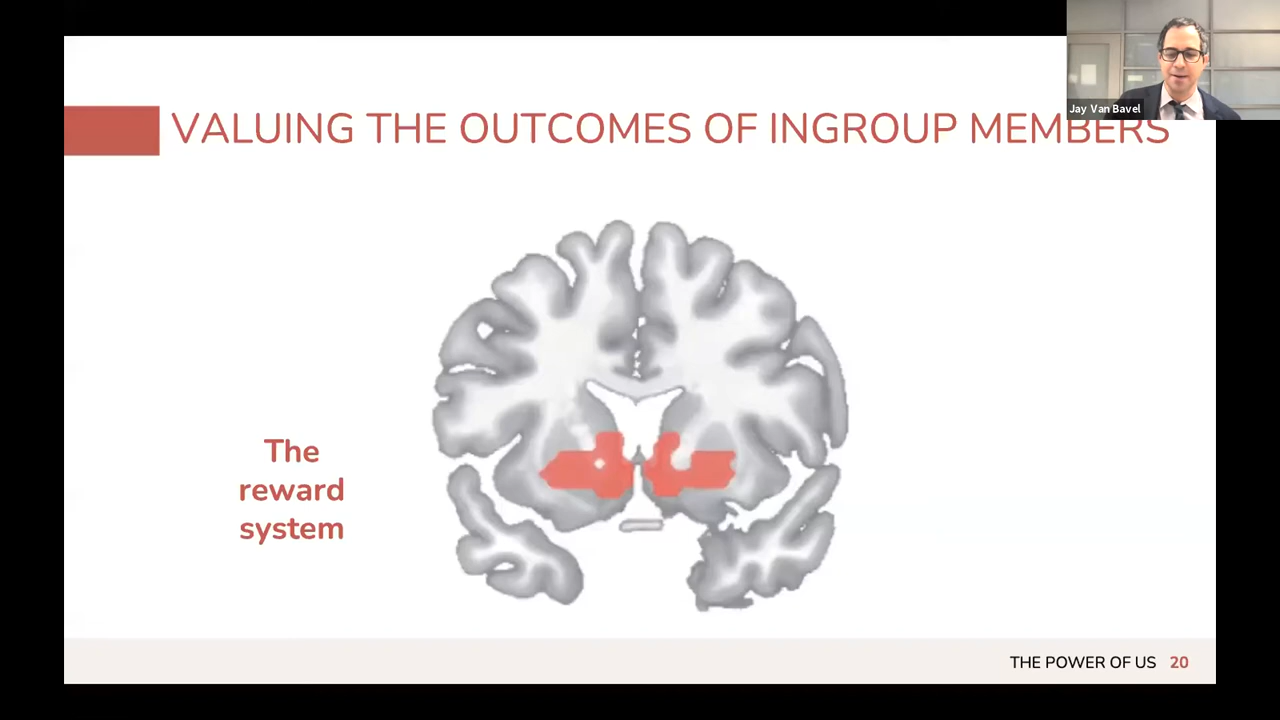 Jay Van Bavel
VALUING THE OUTCOMES OF INGROUP MEMBERS
The
reward
system
THE POWER OF US 20